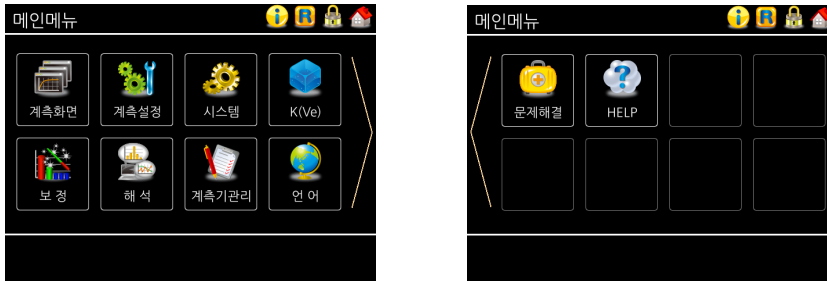 메인메뉴
i R
계측화면 계측설정 시스템 K(Ve)
보 정 해 석 계측기관리 언 어
메인메뉴
i R
문제해결 HELP